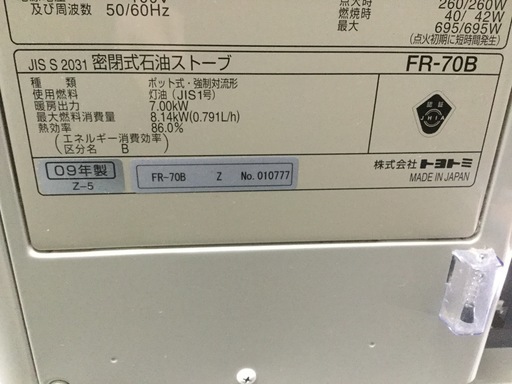 260/260W
及び周波数 50/60Hz
燃焼時 40/ 42W
最大 695/695W
(点火初期に短時間発生)
JIS S 2031 密閉式石油ストーブ FR-70B
種類 ポット式・強制対流形
使用燃料 灯油(JIS1号)
暖房出力 7.00kW
最大燃料消費量 8.14kW(0.791L/h)
熱効率 86.0%
(エネルギー消費効率)
区分名 B
認証
JHIA
09年製
Z-5
FR-70B Z No.010777
株式会社トヨトミ
MADE IN JAPAN